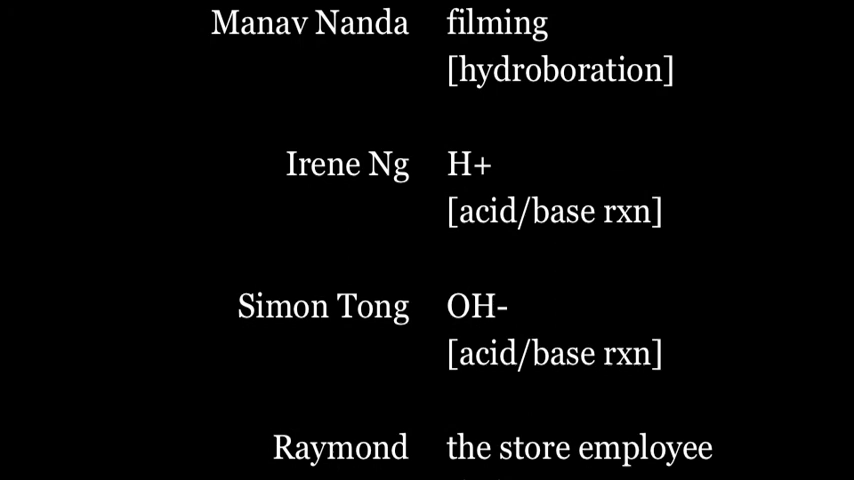 Manav Nanda filming
[hydroboration]
Irene Ng H+
[acid/base rxn]
Simon Tong OH-
[acid/base rxn]
Raymond the store employee